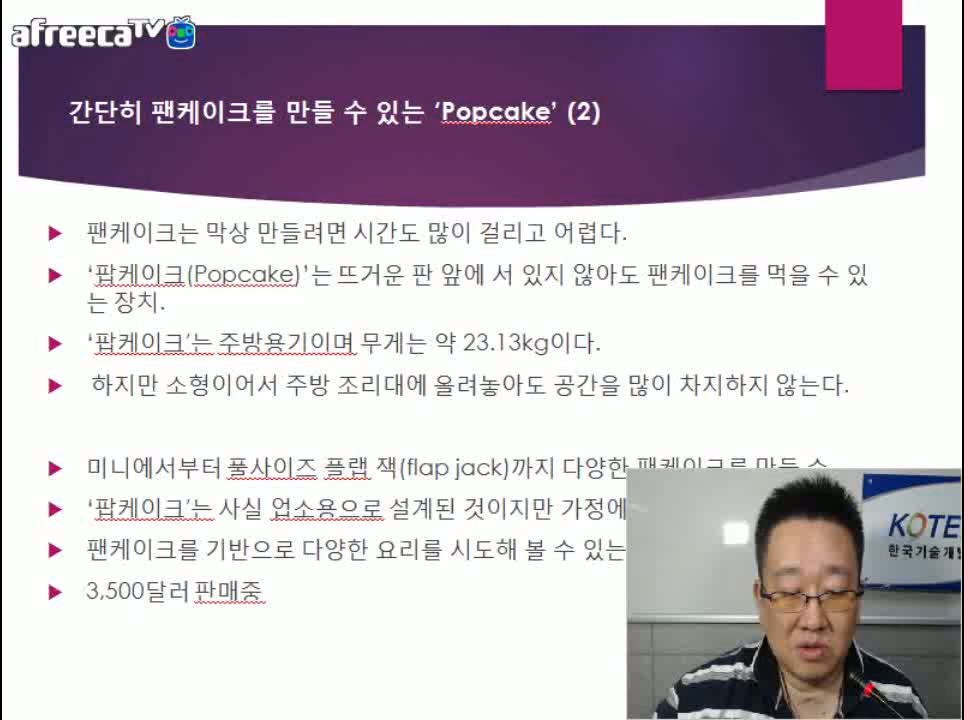 afreecaTV
간단히 팬케이크를 만들 수 있는 ‘Popcake’ (2)
팬케이크는 막상 만들려면 시간도 많이 걸리고 어렵다.
‘팝케이크(Popcake)’는 뜨거운 판 앞에 서 있지 않아도 팬케이크를 먹을 수 있
는 장치.
‘팝케이크’는 주방용기이며 무게는 약 23.13kg이다.
하지만 소형이어서 주방 조리대에 올려놓아도 공간을 많이 차지하지 않는다.
미니에서부터 풀사이즈 플랩 잭(flap jack)까지 다양한 팬케이크를 만들 수
‘팝케이크’는 사실 업소용으로 설계된 것이지만 가정에
팬케이크를 기반으로 다양한 요리를 시도해 볼 수 있는
3,500달러 판매중
KOTE
한국기술개발